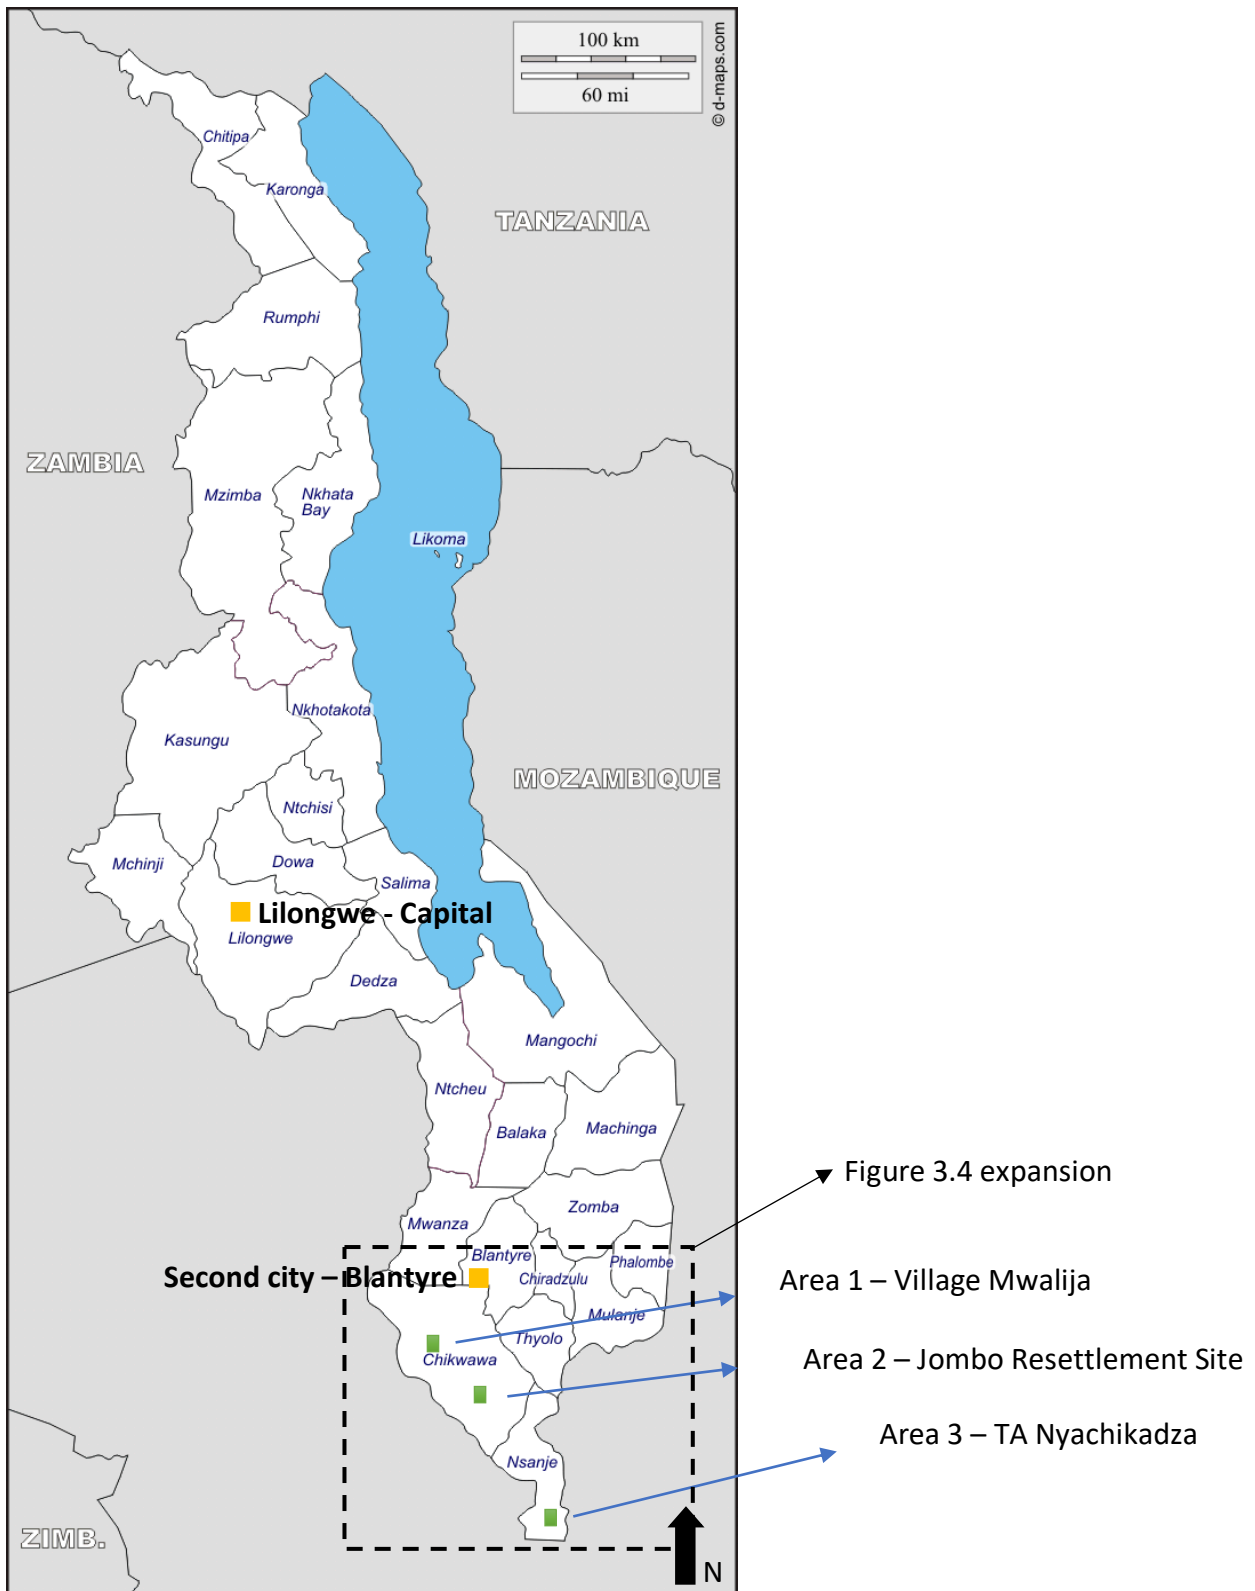 100 km
60 mi
© d-maps.com
Chitipa
Karonga
TANZANIA
Rumphi
ZAMBIA
Mzimba
Nkhata
Bay
Likoma
Nkhotakota
Kasungu
MOZAMBIQUE
Ntchisi
Mchinji
Dowa
Salima
Lilongwe - Capital
Lilongwe
Dedza
Mangochi
Ntcheu
Balaka
Machinga
Figure 3.4 expansion
Zomba
Mwanza
Blantyre
Phalombe
Second city – Blantyre
Chiradzulu
Area 1 – Village Mwalija
Mulanje
Thyolo
Chikwawa
Area 2 – Jombo Resettlement Site
Area 3 – TA Nyachikadza
Nsanje
ZIMB.
N